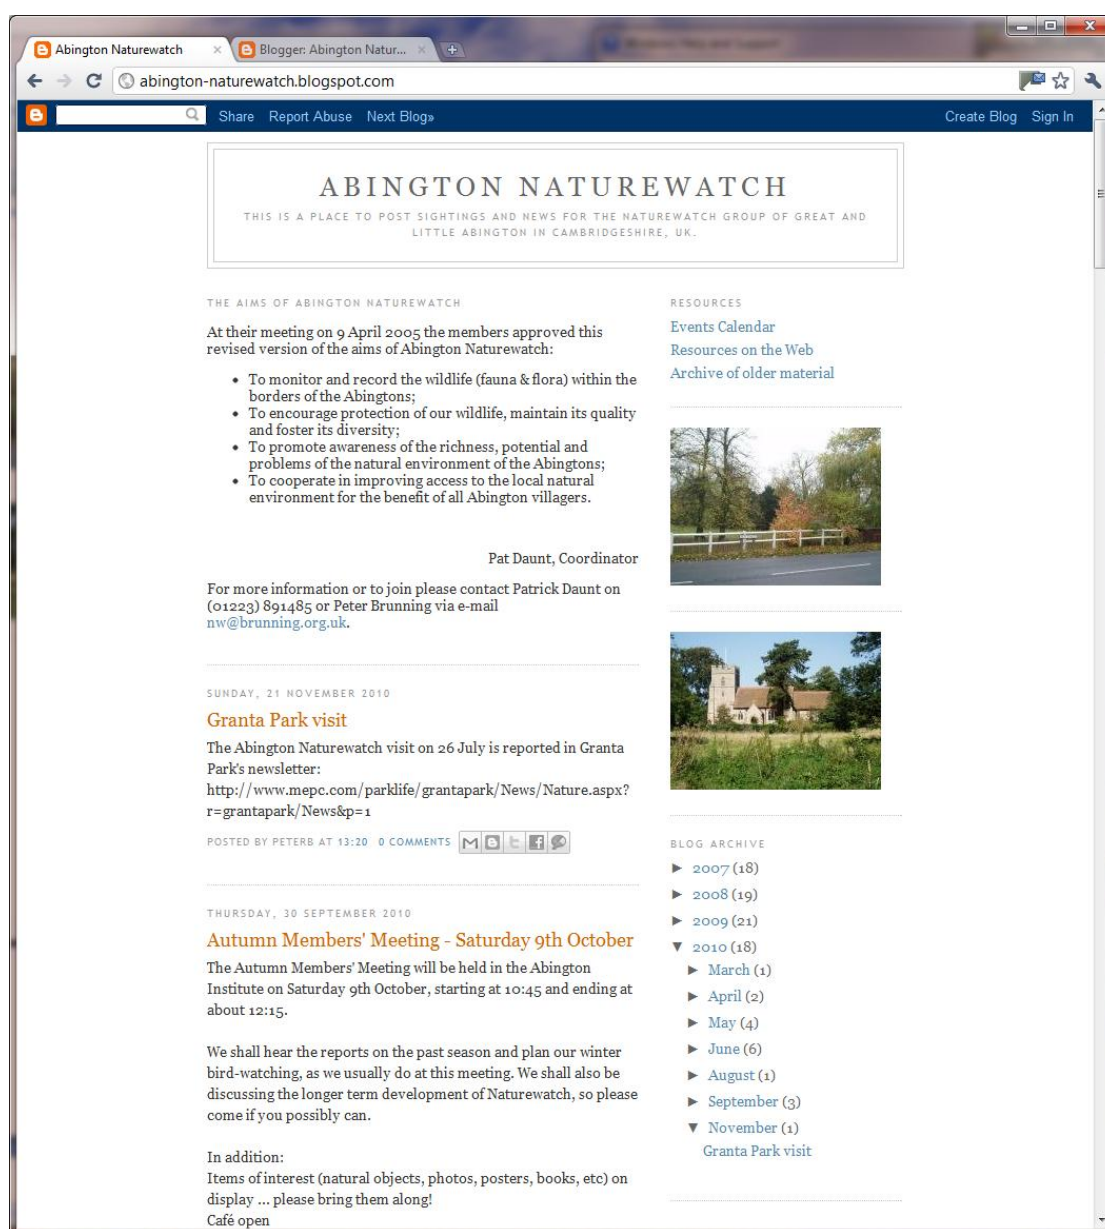 Abington Naturewatch
Blogger: Abington Natur...
abington-naturewatch.blogspot.com
Share Report Abuse Next Blog»
Create Blog Sign In
ABINGTON NATUREWATCH
THIS IS A PLACE TO POST SIGHTINGS AND NEWS FOR THE NATUREWATCH GROUP OF GREAT AND
LITTLE ABINGTON IN CAMBRIDGESHIRE, UK.
THE AIMS OF ABINGTON NATUREWATCH
At their meeting on 9 April 2005 the members approved this
revised version of the aims of Abington Naturewatch:
• To monitor and record the wildlife (fauna & flora) within the
borders of the Abingtons;
• To encourage protection of our wildlife, maintain its quality
and foster its diversity;
• To promote awareness of the richness, potential and
problems of the natural environment of the Abingtons;
• To cooperate in improving access to the local natural
environment for the benefit of all Abington villagers.
Pat Daunt, Coordinator
For more information or to join please contact Patrick Daunt on
(01223) 891485 or Peter Brunning via e-mail
nw@brunning.org.uk.
SUNDAY, 21 NOVEMBER 2010
Granta Park visit
The Abington Naturewatch visit on 26 July is reported in Granta
Park's newsletter:
http://www.mepc.com/parklife/grantapark/News/Nature.aspx?
r=grantapark/News&p=1
POSTED BY PETERB AT 13:20 0 COMMENTS
THURSDAY, 30 SEPTEMBER 2010
Autumn Members' Meeting - Saturday 9th October
The Autumn Members' Meeting will be held in the Abington
Institute on Saturday 9th October, starting at 10:45 and ending at
about 12:15.
We shall hear the reports on the past season and plan our winter
bird-watching, as we usually do at this meeting. We shall also be
discussing the longer term development of Naturewatch, so please
come if you possibly can.
In addition:
Items of interest (natural objects, photos, posters, books, etc) on
display ... please bring them along!
Café open
RESOURCES
Events Calendar
Resources on the Web
Archive of older material
BLOG ARCHIVE
► 2007 (18)
► 2008 (19)
► 2009 (21)
▼ 2010 (18)
► March (1)
► April (2)
► May (4)
► June (6)
► August (1)
► September (3)
▼ November (1)
Granta Park visit